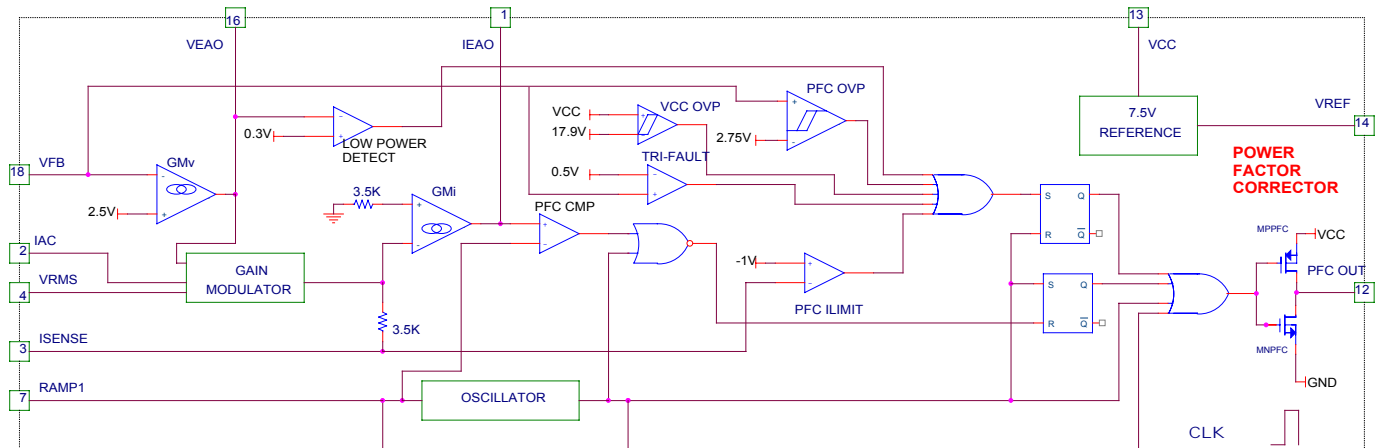 16
1
13
VEAO
IEAO
VCC
PFC OVP
VCC OVP
VCC
17.9V
2.75V
7.5V
REFERENCE
VREF
14
0.3V
LOW POWER
DETECT
TRI-FAULT
0.5V
POWER
FACTOR
CORRECTOR
18
VFB
GMv
2.5V
3.5K
GMi
PFC CMP
S
Q
R
Q
MPPFC
VCC
PFC OUT
12
2
IAC
VRMS
4
GAIN
MODULATOR
-1V
PFC ILIMIT
S
Q
R
Q
3.5K
MNPFC
ISENSE
3
RAMP1
7
OSCILLATOR
GND
CLK
+
-
+
-
+
-
+
-
-
+
+
-
+
-
+
-